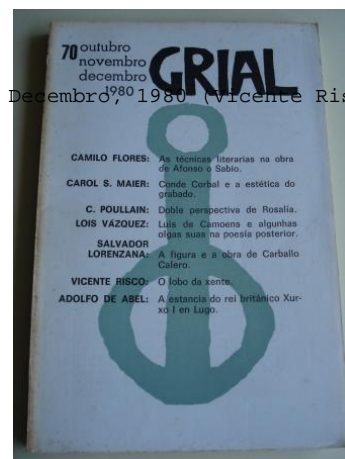 70 outubro
novembro
decembro
1980
GRIAL
Decembro, 1980 (Vicente Ris
CAMILO FLORES: As técnicas literarias na obra
de Afonso o Sabio.
CAROL S. MAIER: Conde Corbal e a estética do
grabado.
C. POULLAIN: Doble perspectiva de Rosalía.
LOIS VÁZQUEZ: Luis de Camoens e algunhas
olgas suas na poesia posterior.
SALVADOR
LORENZANA: A figura e a obra de Carballo
Calero.
VICENTE RISCO: O lobo da xente.
ADOLFO DE ABEL: A estancia do rei británico Xur-
xo I en Lugo.